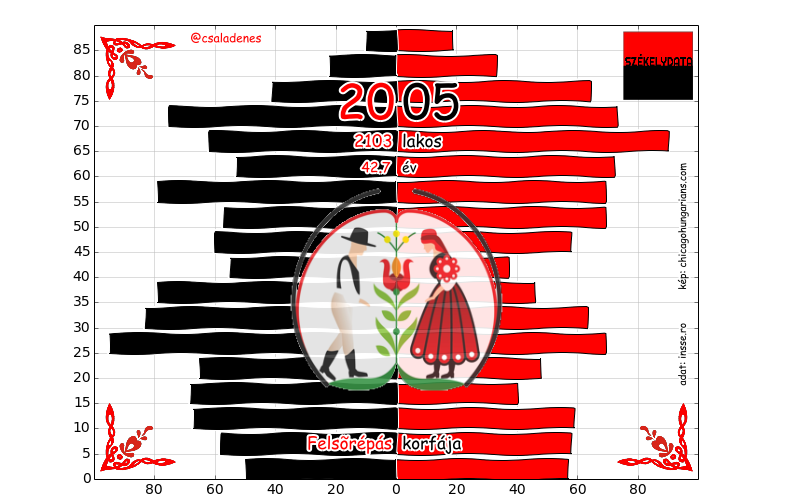 @csaladenes
SZÉKELYDATA
2005
2103 lakos
42.7 év
kép: chicagohungarians.com
adat: insse.ro
Felsõrépás korfája
85
80
75
70
65
60
55
50
45
40
35
30
25
20
15
10
5
0
80 60 40 20 0 20 40 60 80